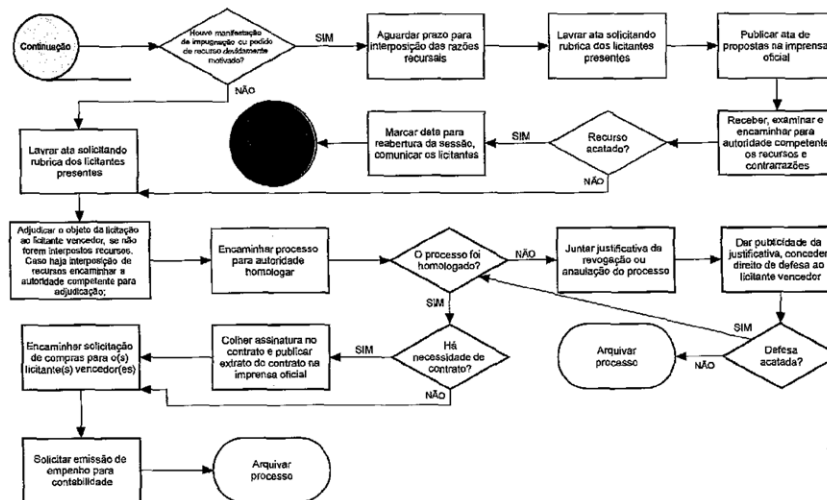 Continuação
Houve manifestação
de impugnação ou pedido
de recurso devidamente
motivado?
SIM
NÃO
Aguardar prazo para
interposição das razões
recursais
Lavrar ata solicitando
rubrica dos licitantes
presentes
Publicar ata de
propostas na imprensa
oficial
Lavrar ata solicitando
rubrica dos licitantes
presentes
Marcar data para
reabertura da sessão,
comunicar os licitantes
SIM
Recurso
acatado?
NÃO
Receber, examinar e
encaminhar para
autoridade competente
os recursos e
contrarrazões
Adjudicar o objeto da licitação
ao licitante vencedor, se não
forem interpostos recursos.
Caso haja interposição de
recursos encaminhar a
autoridade competente para
adjudicação;
Encaminhar processo
para autoridade
homologar
O processo foi
homologado?
NÃO
SIM
Juntar justificativa da
revogação ou
anaulação do processo
Dar publicidade da
justificativa, conceder
direito de defesa ao
licitante vencedor
Encaminhar solicitação
de compras para o(s)
licitante(s) vencedor(es)
Colher assinatura no
contrato e publicar
extrato do contrato na
imprensa oficial
SIM
Há
necessidade de
contrato?
NÃO
Arquivar
processo
NÃO
SIM
Defesa
acatada?
Solicitar emissão de
empenho para
contabilidade
Arquivar
processo